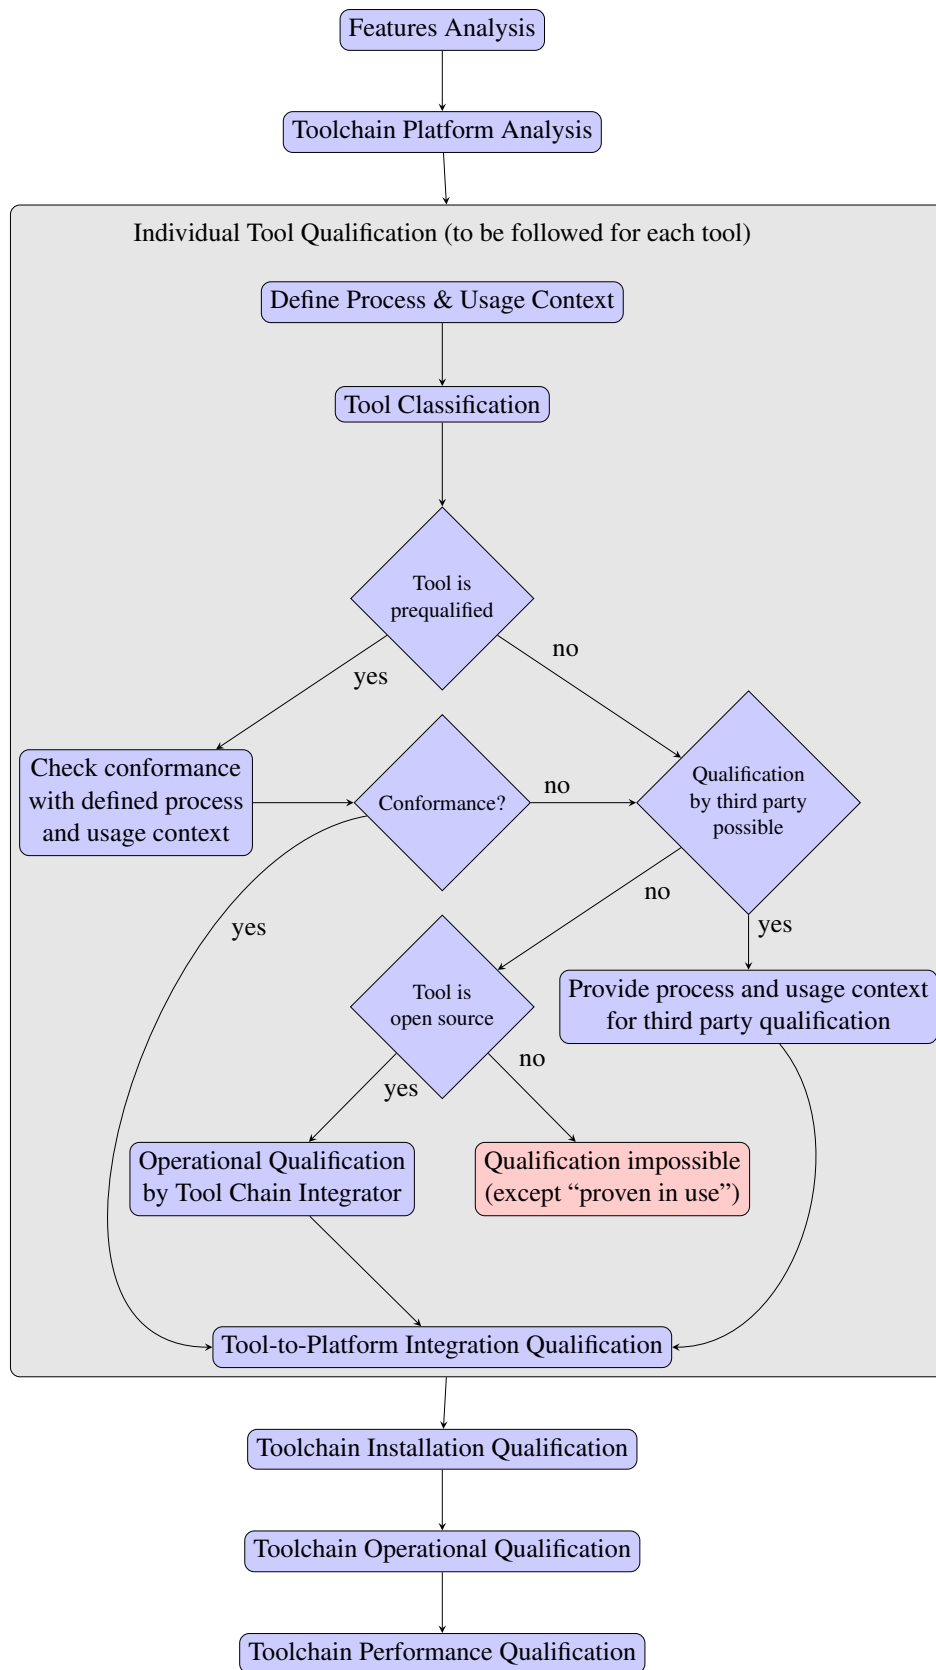 Features Analysis
Toolchain Platform Analysis
Individual Tool Qualification (to be followed for each tool)
Define Process & Usage Context
Tool Classification
Tool is
prequalified
yes
no
Check conformance
with defined process
and usage context
Conformance?
no
Qualification
by third party
possible
yes
no
yes
Tool is
open source
Provide process and usage context
for third party qualification
yes
no
Operational Qualification
by Tool Chain Integrator
Qualification impossible
(except “proven in use”)
Tool-to-Platform Integration Qualification
Toolchain Installation Qualification
Toolchain Operational Qualification
Toolchain Performance Qualification